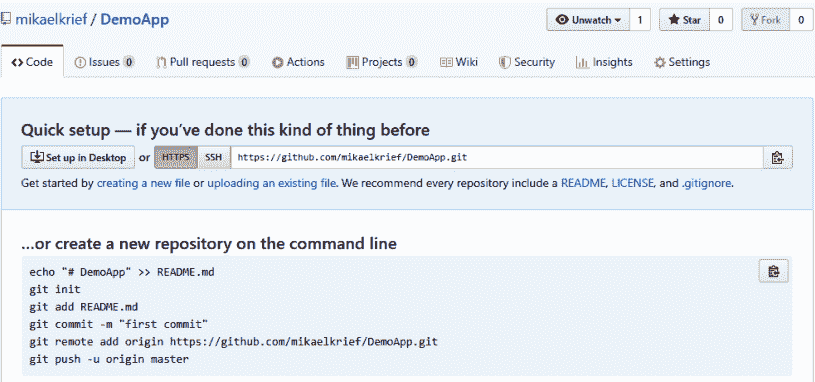 mikaelkrief / DemoApp
Unwatch 1 Star 0 Fork 0
Code Issues 0 Pull requests 0 Actions Projects 0 Wiki Security Insights Settings
Quick setup — if you've done this kind of thing before
Set up in Desktop or HTTPS SSH https://github.com/mikaelkrief/DemoApp.git
Get started by creating a new file or uploading an existing file. We recommend every repository include a README, LICENSE, and .gitignore.
...or create a new repository on the command line
echo "# DemoApp" >> README.md
git init
git add README.md
git commit -m "first commit"
git remote add origin https://github.com/mikaelkrief/DemoApp.git
git push -u origin master